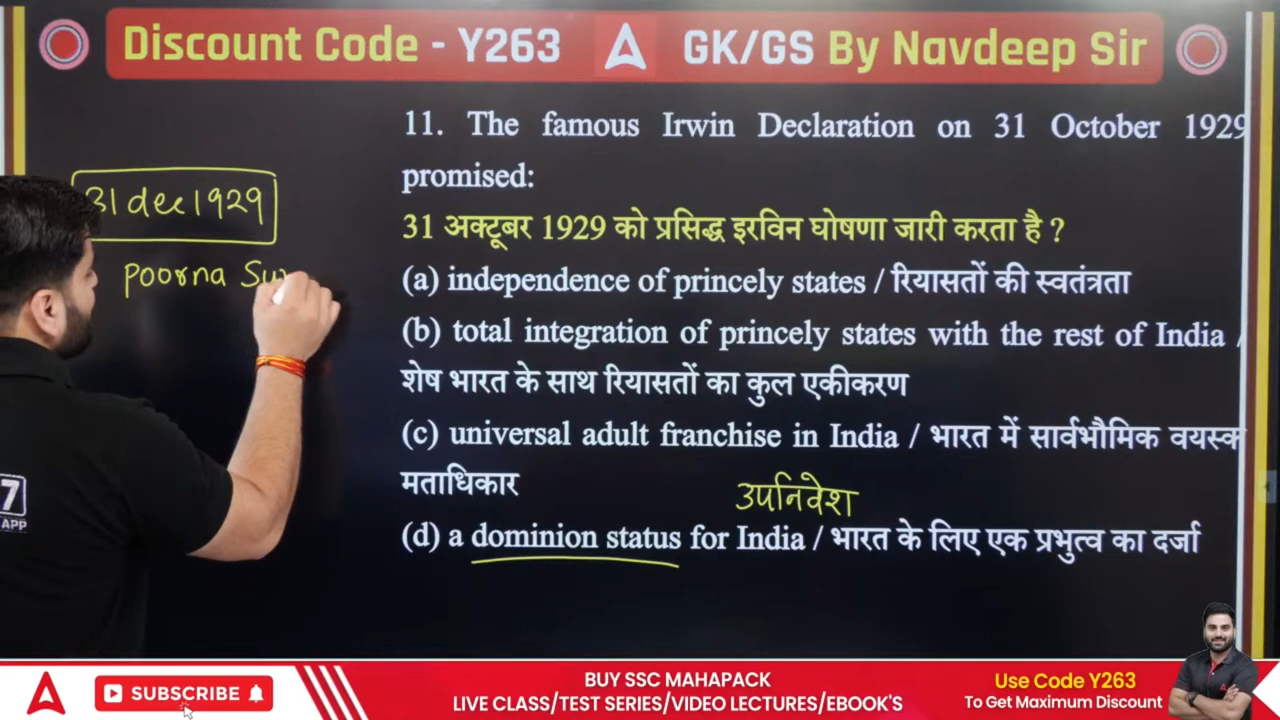 Discount Code - Y263 GK/GS By Navdeep Sir
11. The famous Irwin Declaration on 31 October 1929
promised:
31 अक्टूबर 1929 को प्रसिद्ध इरविन घोषणा जारी करता है ?
(a) independence of princely states / रियासतों की स्वतंत्रता
(b) total integration of princely states with the rest of India /
शेष भारत के साथ रियासतों का कुल एकीकरण
(c) universal adult franchise in India / भारत में सार्वभौमिक वयस्क
मताधिकार
उपनिवेश
(d) a dominion status for India / भारत के लिए एक प्रभुत्व का दर्जा
31 dec 1929
Poorna
7
APP
SUBSCRIBE
BUY SSC MAHAPACK
LIVE CLASS/TEST SERIES/VIDEO LECTURES/EBOOK'S
Use Code Y263
To Get Maximum Discount